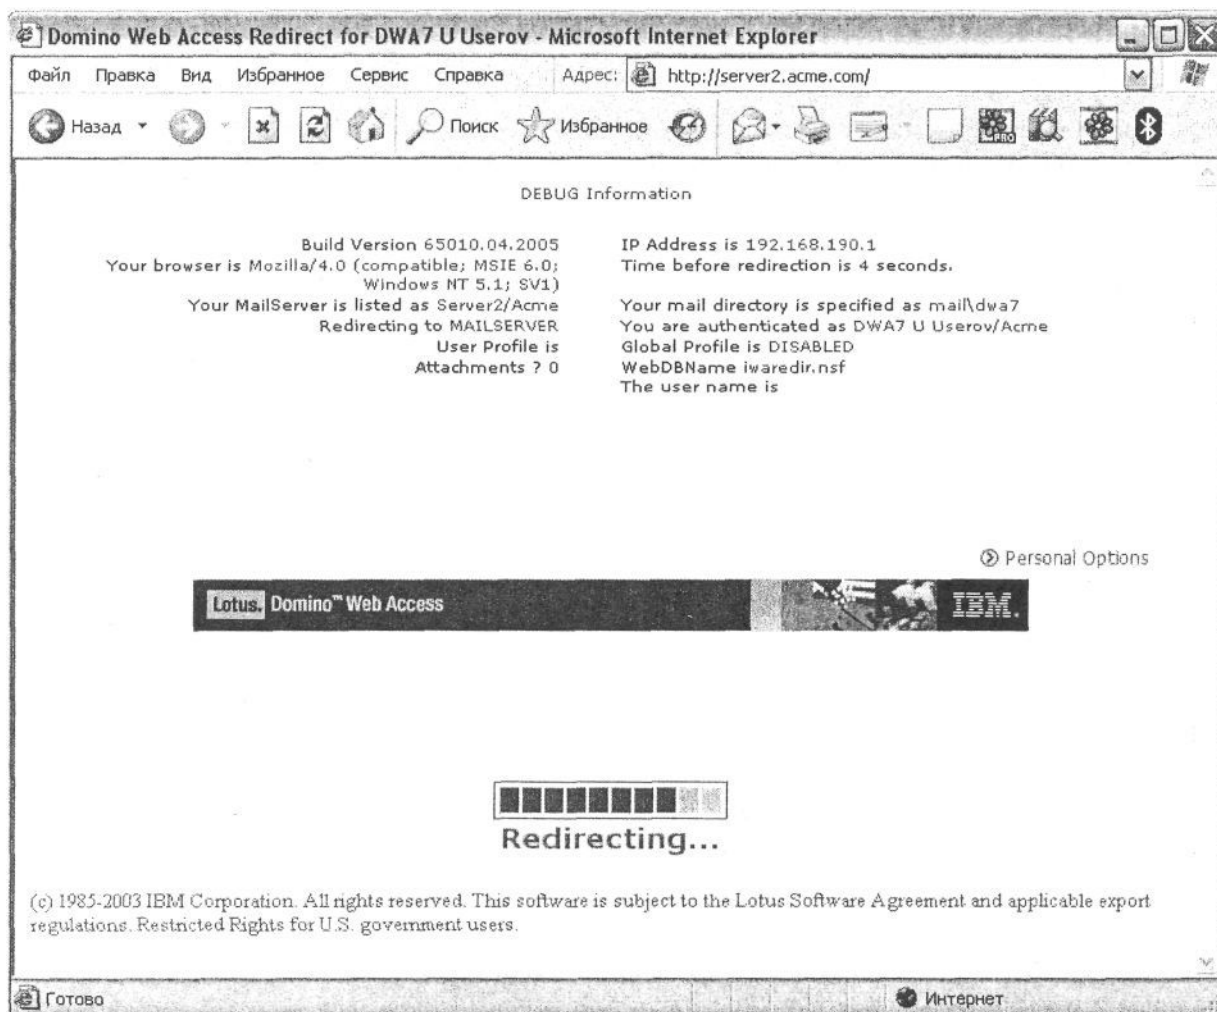 Domino Web Access Redirect for DWA7 U Userov - Microsoft Internet Explorer
Файл Правка Вид Избранное Сервис Справка Адрес: http://server2.acme.com/
Назад Поиск Избранное PRO
DEBUG Information
Build Version 65010.04.2005
Your browser is Mozilla/4.0 (compatible; MSIE 6.0;
Windows NT 5.1; SV1)
Your MailServer is listed as Server2/Acme
Redirecting to MAILSERVER
User Profile is
Attachments ? 0
IP Address is 192.168.190.1
Time before redirection is 4 seconds.
Your mail directory is specified as mail\dwa7
You are authenticated as DWA7 U Userov/Acme
Global Profile is DISABLED
WebDBName iwaredir.nsf
The user name is
Personal Options
Lotus. Domino™ Web Access IBM.
Redirecting...
(c) 1985-2003 IBM Corporation. All rights reserved. This software is subject to the Lotus Software Agreement and applicable export
regulations. Restricted Rights for U.S. government users.
Готово Интернет